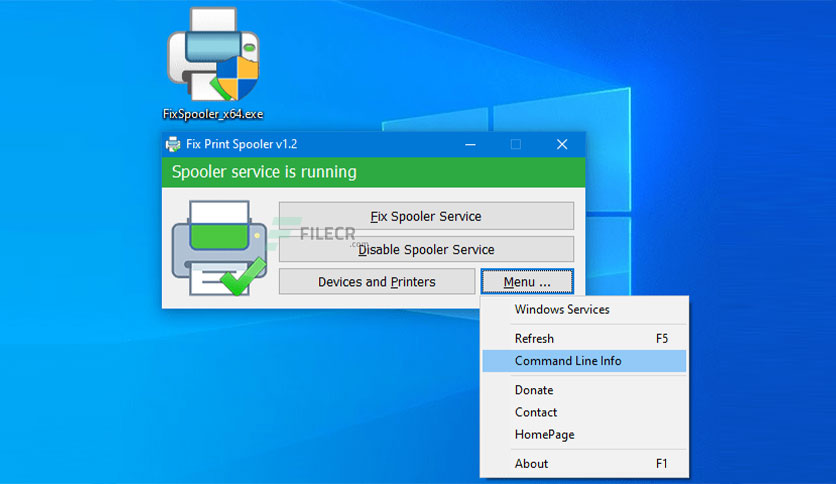 FixSpooler_x64.exe
Fix Print Spooler v1.2
Spooler service is running
Fix Spooler Service
FILECR
.com
Disable Spooler Service
Devices and Printers
Menu ...
Windows Services
Refresh F5
Command Line Info
Donate
Contact
HomePage
About F1